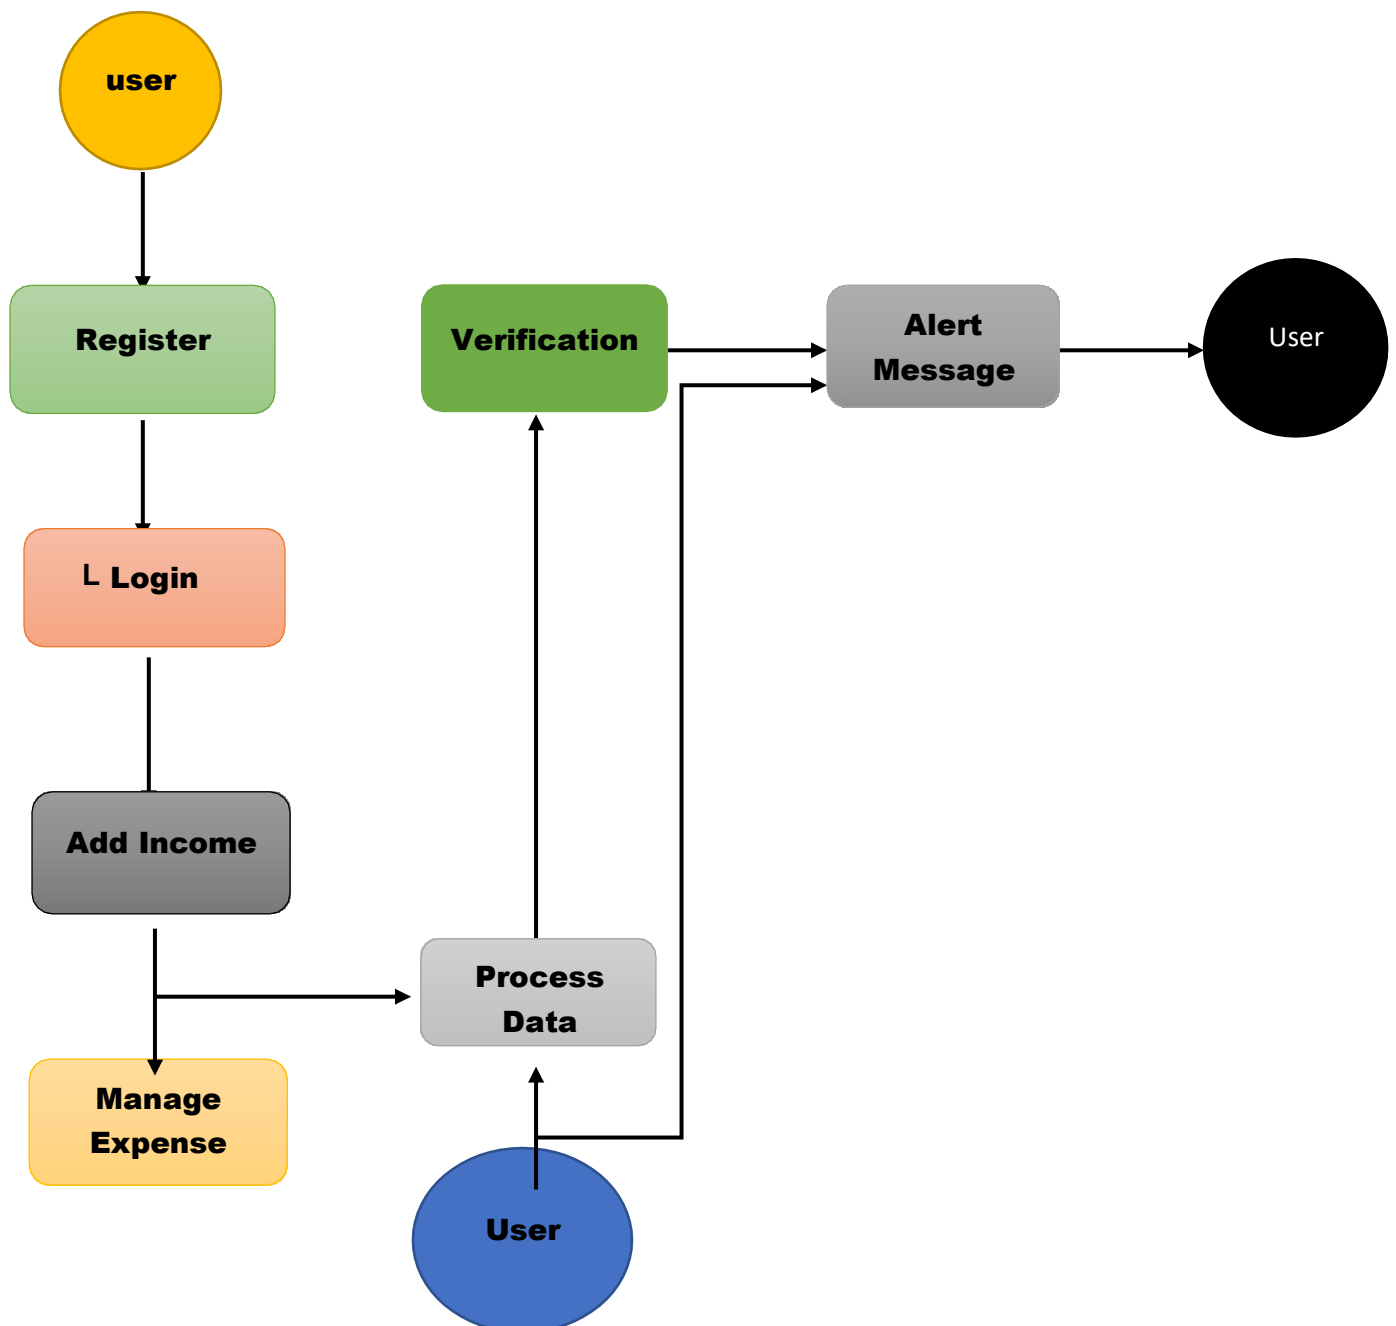 user
Register
Verification
Alert
Message
User
L Login
Add Income
Process
Data
Manage
Expense
User